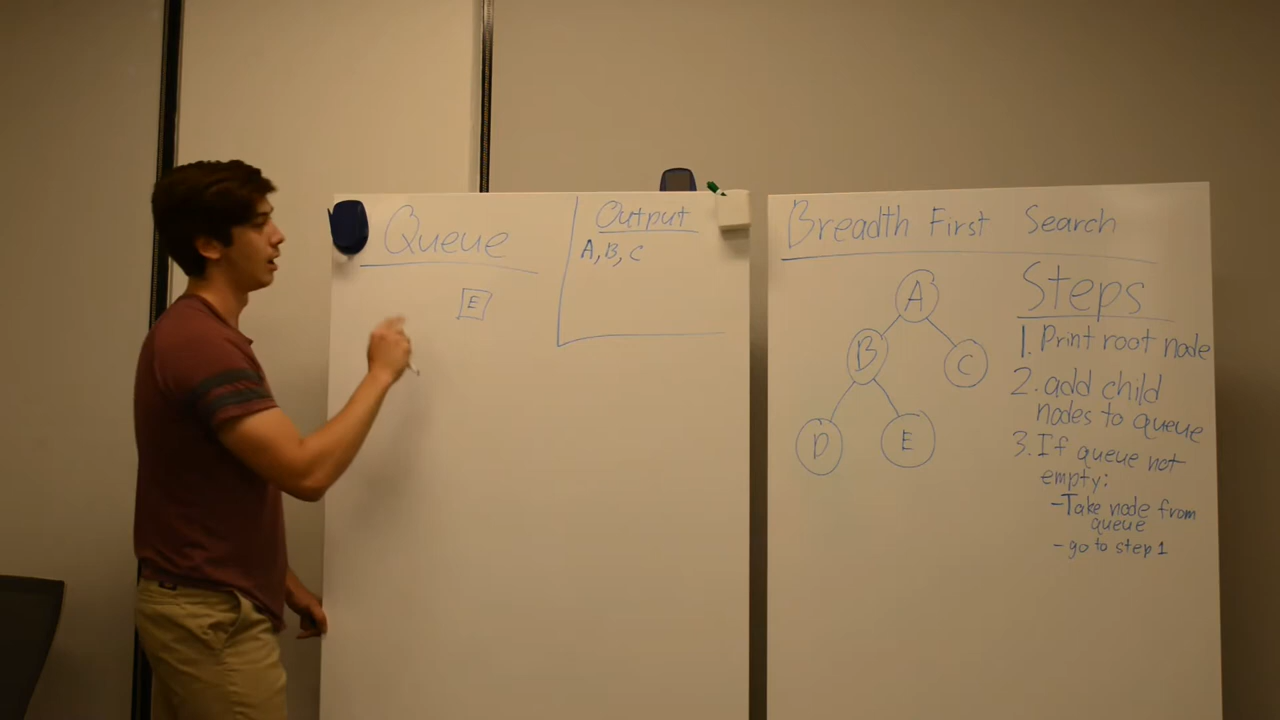 Queue
E
Output
A, B, C
Breadth First Search
A
B
C
D
E
Steps
1. Print root node
2. add child
nodes to queue
3. If queue not
empty:
- Take node from
queue
- go to step 1